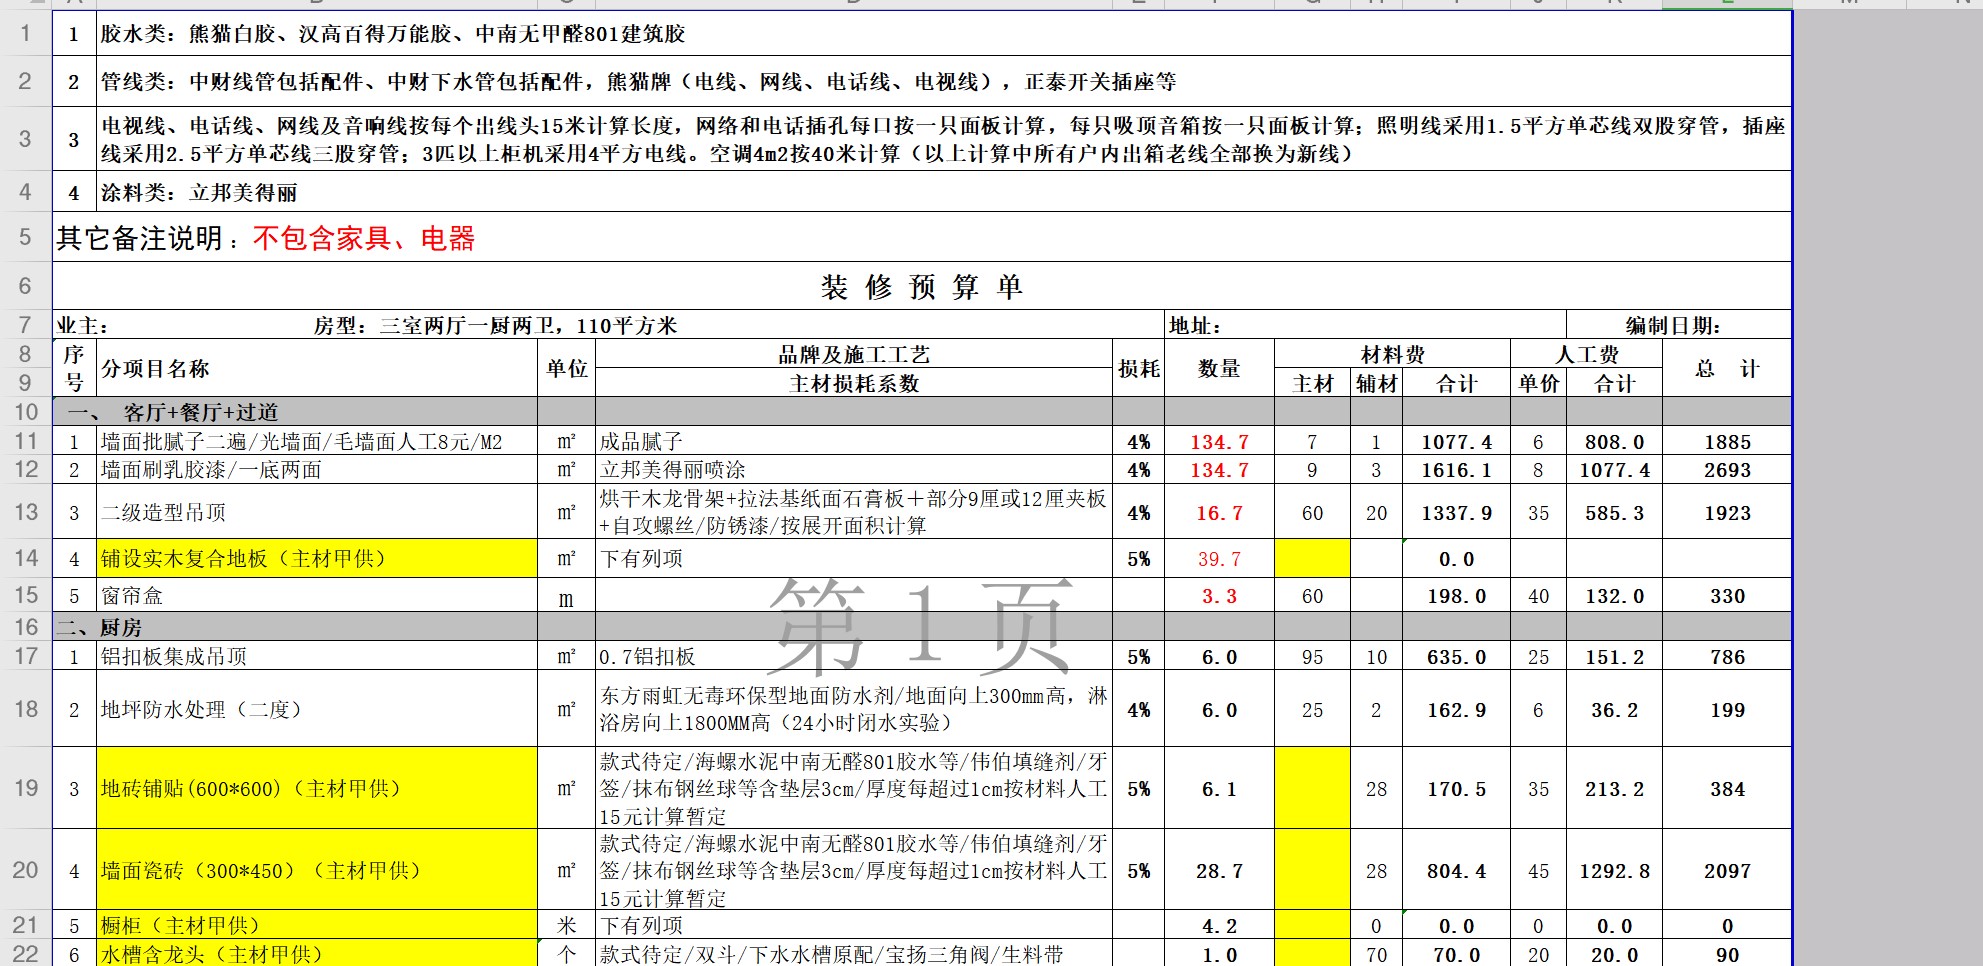 1 1 胶水类：熊猫白胶、汉高百得万能胶、中南无甲醛801建筑胶
2 2 管线类：中财线管包括配件、中财下水管包括配件，熊猫牌（电线、网线、电话线、电视线），正泰开关插座等
3 3 电视线、电话线、网线及音响线按每个出线头15米计算长度，网络和电话插孔每口按一只面板计算，每只吸顶音箱按一只面板计算；照明线采用1.5平方单芯线双股穿管，插座
线采用2.5平方单芯线三股穿管；3匹以上柜机采用4平方电线。空调4m2按40米计算（以上计算中所有户内出箱老线全部换为新线）
4 4 涂料类：立邦美得丽
5 其它备注说明：不包含家具、电器
6 装 修 预 算 单
7 业主： 房型：三室两厅一厨两卫，110平方米 地址： 编制日期：
8 序 分项目名称 单位 品牌及施工工艺 损耗 数量 材料费 人工费 总 计
9 号 主材损耗系数 主材 辅材 合计 单价 合计
10 一、 客厅+餐厅+过道
11 1 墙面批腻子二遍/光墙面/毛墙面人工8元/M2 m² 成品腻子 4% 134.7 7 1 1077.4 6 808.0 1885
12 2 墙面刷乳胶漆/一底两面 m² 立邦美得丽喷涂 4% 134.7 9 3 1616.1 8 1077.4 2693
13 3 二级造型吊顶 m² 烘干木龙骨架+拉法基纸面石膏板＋部分9厘或12厘夹板
+自攻螺丝/防锈漆/按展开面积计算 4% 16.7 60 20 1337.9 35 585.3 1923
14 4 铺设实木复合地板（主材甲供） m² 下有列项 5% 39.7 0.0
15 5 窗帘盒 m 3.3 60 198.0 40 132.0 330
第 1 页
16 二、厨房
17 1 铝扣板集成吊顶 m² 0.7铝扣板 5% 6.0 95 10 635.0 25 151.2 786
18 2 地坪防水处理（二度） m² 东方雨虹无毒环保型地面防水剂/地面向上300mm高，淋
浴房向上1800MM高（24小时闭水实验） 4% 6.0 25 2 162.9 6 36.2 199
19 3 地砖铺贴(600*600)（主材甲供） m² 款式待定/海螺水泥中南无醛801胶水等/伟伯填缝剂/牙
签/抹布钢丝球等含垫层3cm/厚度每超过1cm按材料人工
15元计算暂定 5% 6.1 28 170.5 35 213.2 384
20 4 墙面瓷砖（300*450）（主材甲供） m² 款式待定/海螺水泥中南无醛801胶水等/伟伯填缝剂/牙
签/抹布钢丝球等含垫层3cm/厚度每超过1cm按材料人工
15元计算暂定 5% 28.7 28 804.4 45 1292.8 2097
21 5 橱柜（主材甲供） 米 下有列项 4.2 0 0.0 0 0.0 0
22 6 水槽含龙头（主材甲供） 个 款式待定/双斗/下水水槽原配/宝扬三角阀/生料带 1.0 70 70.0 20 20.0 90